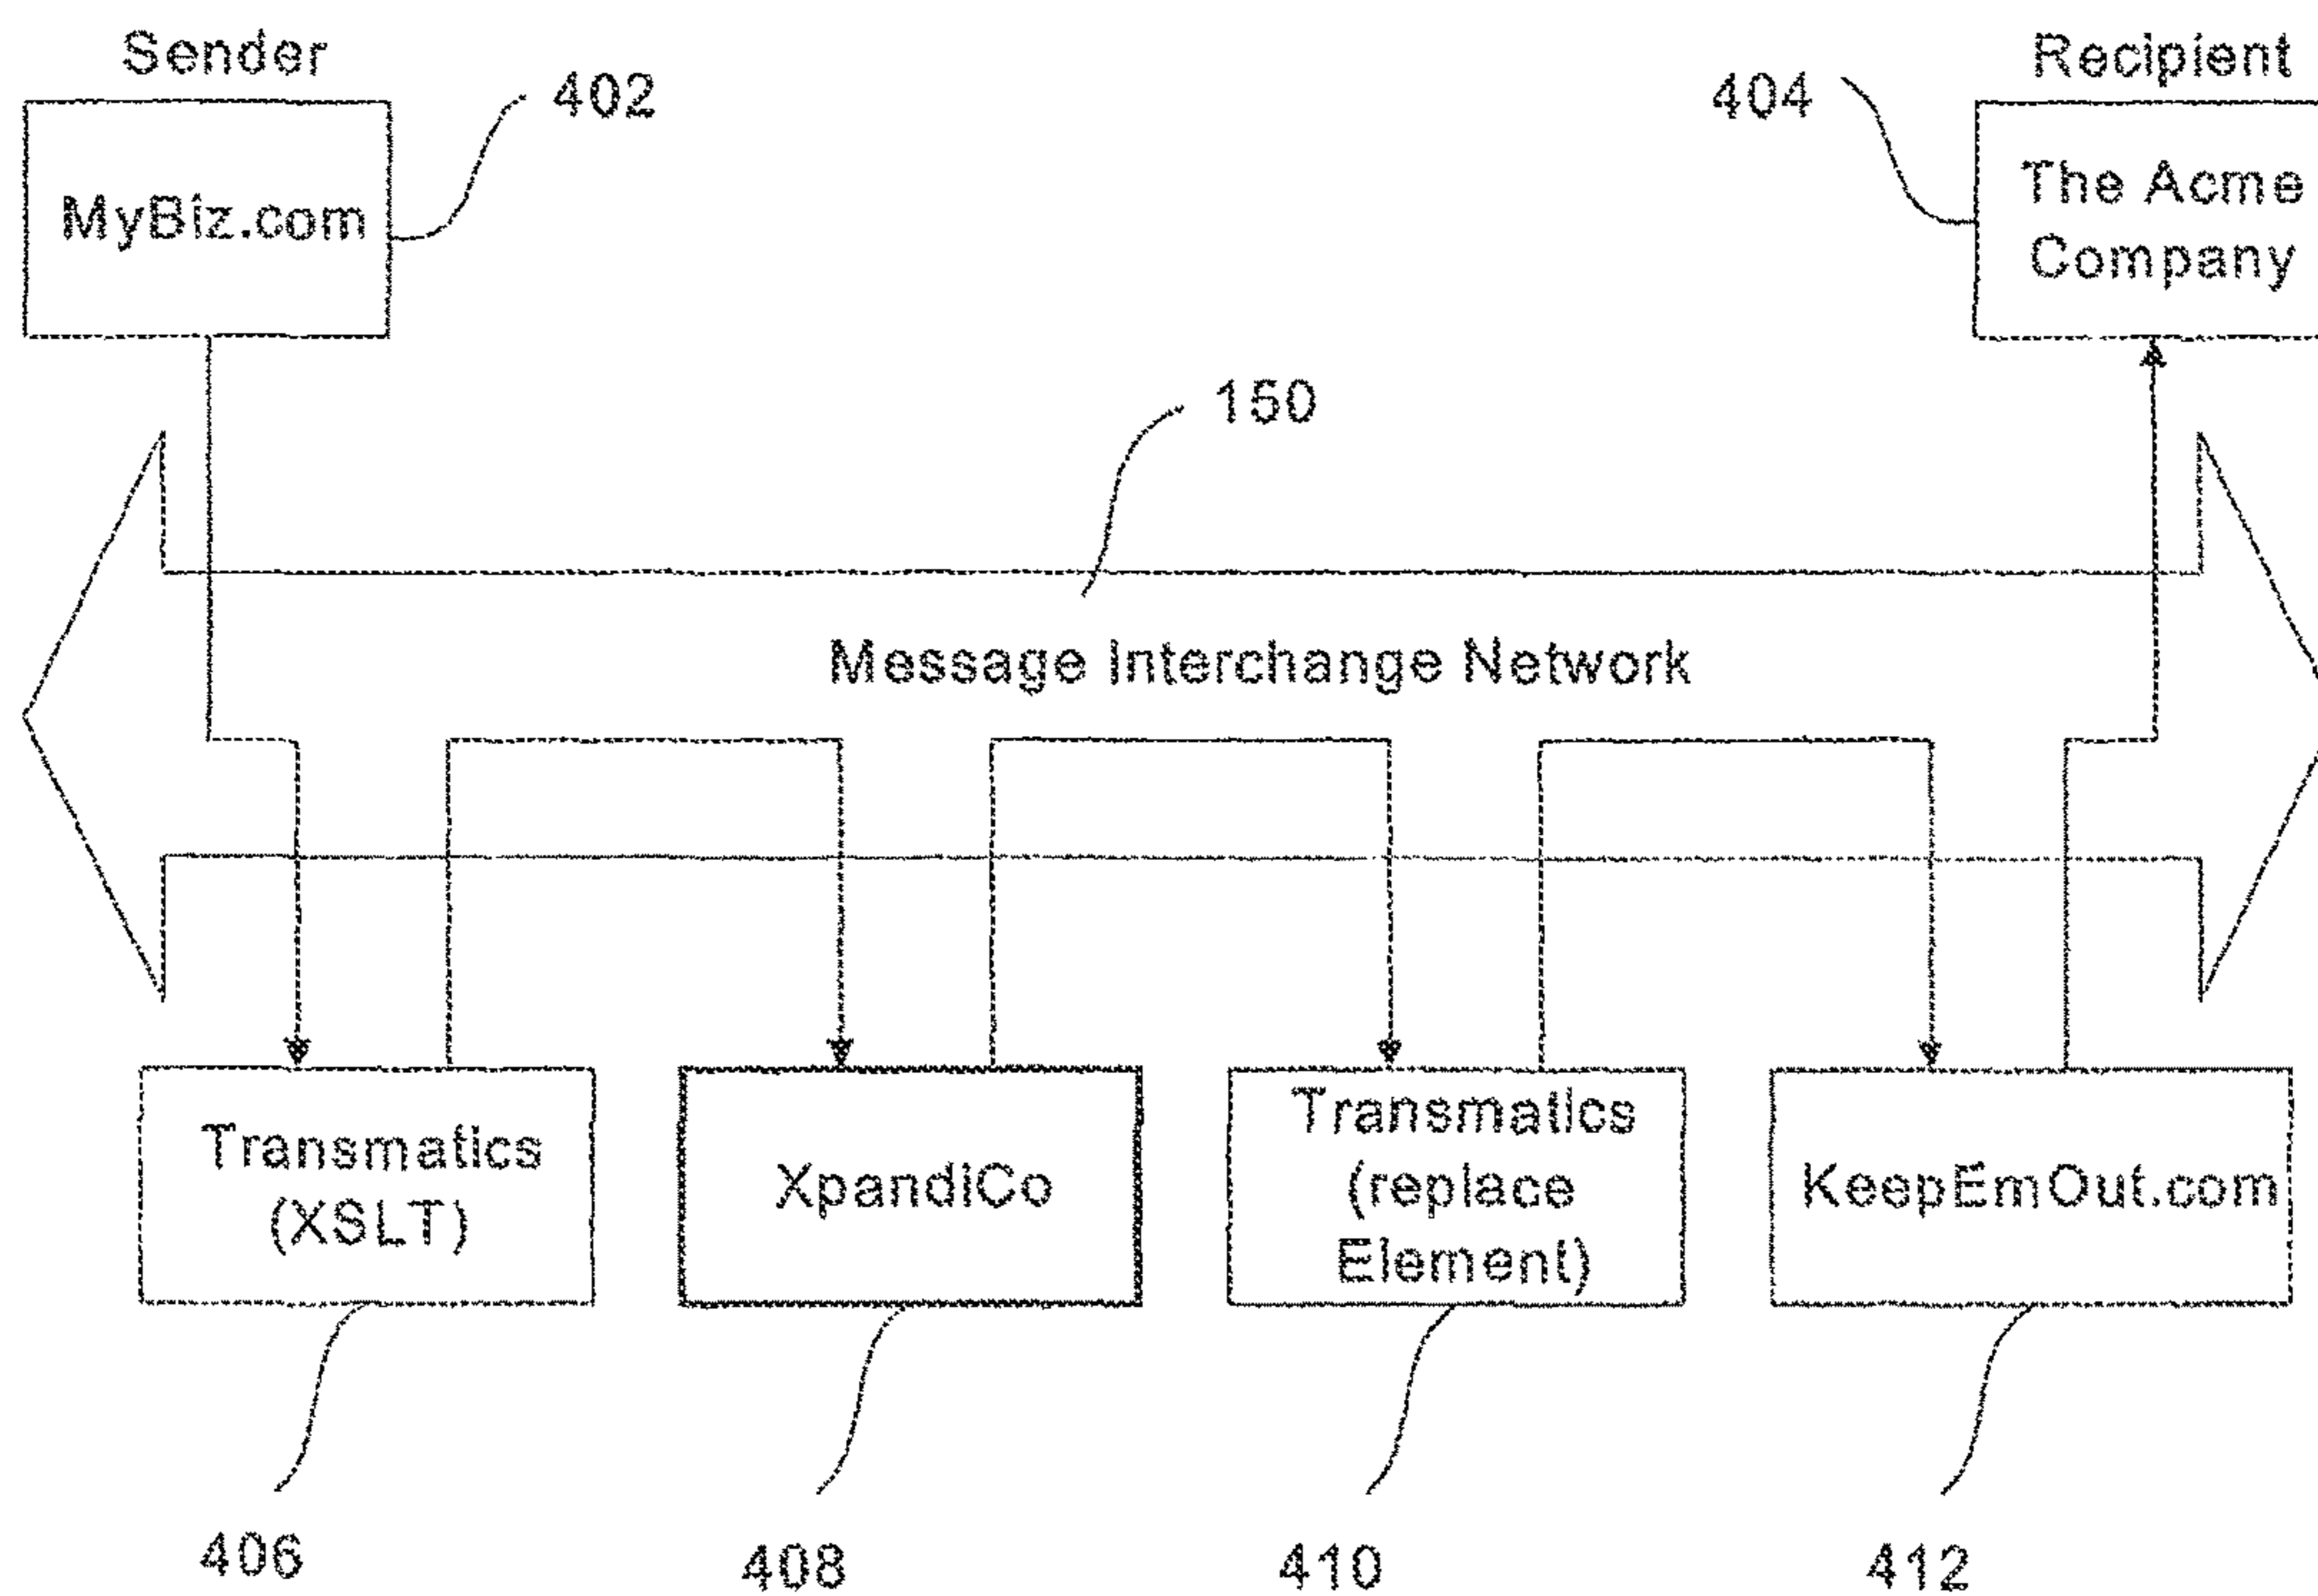 Sender
402
MyBiz.com
Recipient
404
The Acme
Company
150
Message Interchange Network
Transmatics
(XSLT)
XpandiCo
Transmatics
(replace
Element)
KeepEmOut.com
406
408
410
412